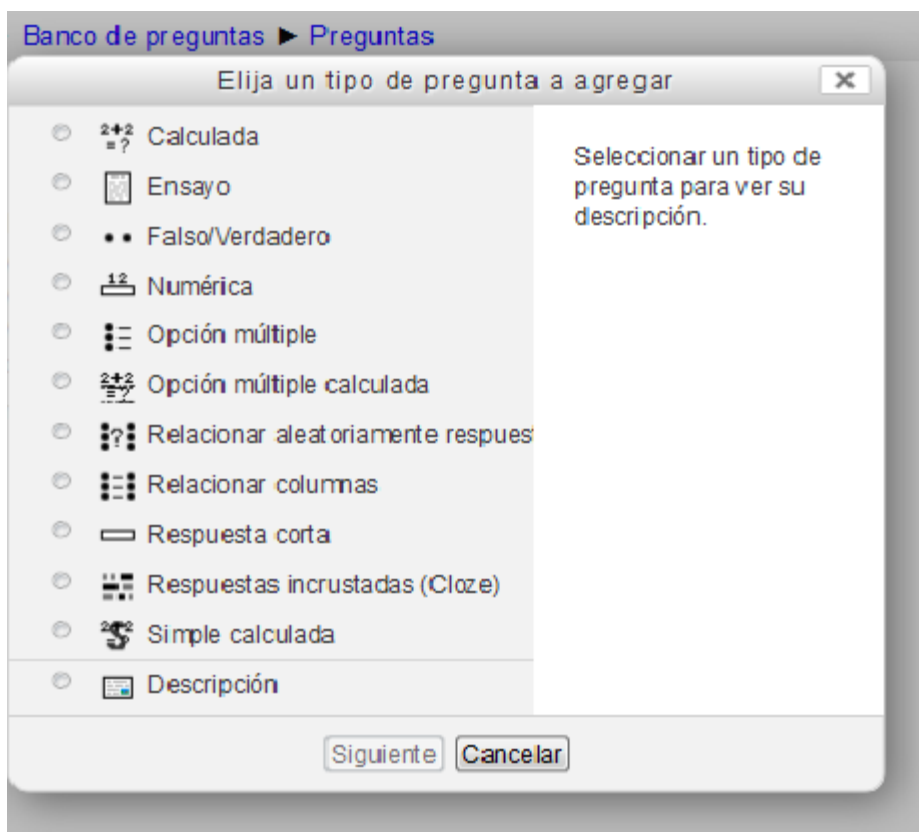 Banco de preguntas ► Preguntas
Elija un tipo de pregunta a agregar
Calculada
Ensayo
Falso/Verdadero
Numérica
Opción múltiple
Opción múltiple calculada
Relacionar aleatoriamente respues
Relacionar columnas
Respuesta corta
Respuestas incrustadas (Cloze)
Simple calculada
Descripción
Seleccionar un tipo de
pregunta para ver su
descripción.
Siguiente Cancelar